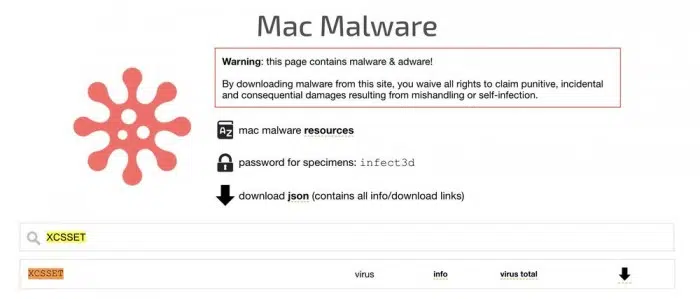 Mac Malware
Warning: this page contains malware & adware!
By downloading malware from this site, you waive all rights to claim punitive, incidental
and consequential damages resulting from mishandling or self-infection.
AZ mac malware resources
password for specimens: infect3d
download json (contains all info/download links)
XCSSET
XCSSET virus info virus total